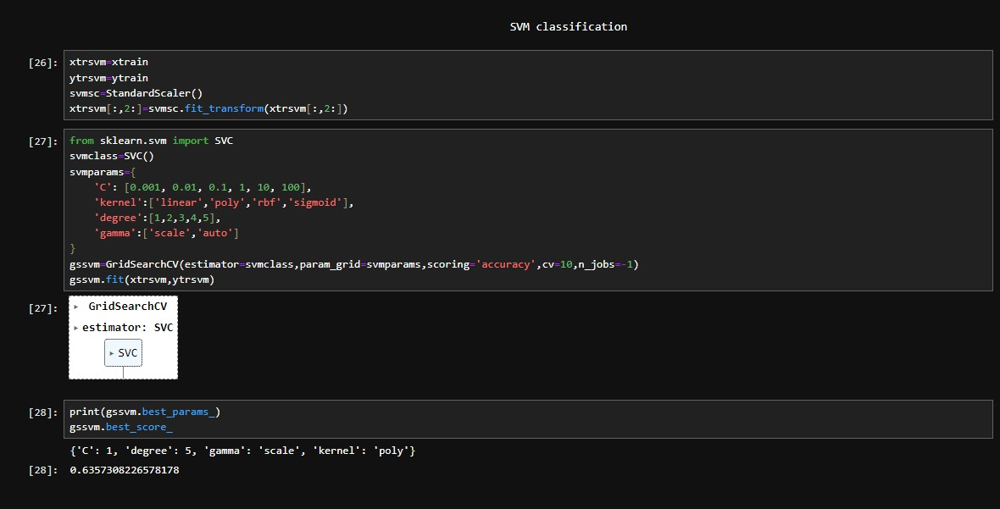 SVM classification
[26]:
xtrsvm=xtrain
ytrsvm=ytrain
svmsc=StandardScaler()
xtrsvm[:,2:]=svmsc.fit_transform(xtrsvm[:,2:])
[27]:
from sklearn.svm import SVC
svmclass=SVC()
svmparams={
    'C': [0.001, 0.01, 0.1, 1, 10, 100],
    'kernel':['linear','poly','rbf','sigmoid'],
    'degree':[1,2,3,4,5],
    'gamma':['scale','auto']
}
gssvm=GridSearchCV(estimator=svmclass,param_grid=svmparams,scoring='accuracy',cv=10,n_jobs=-1)
gssvm.fit(xtrsvm,ytrsvm)
[27]:
▸ GridSearchCV
▸ estimator: SVC
▸ SVC
[28]:
print(gssvm.best_params_)
gssvm.best_score_
{'C': 1, 'degree': 5, 'gamma': 'scale', 'kernel': 'poly'}
[28]: 0.6357308226578178